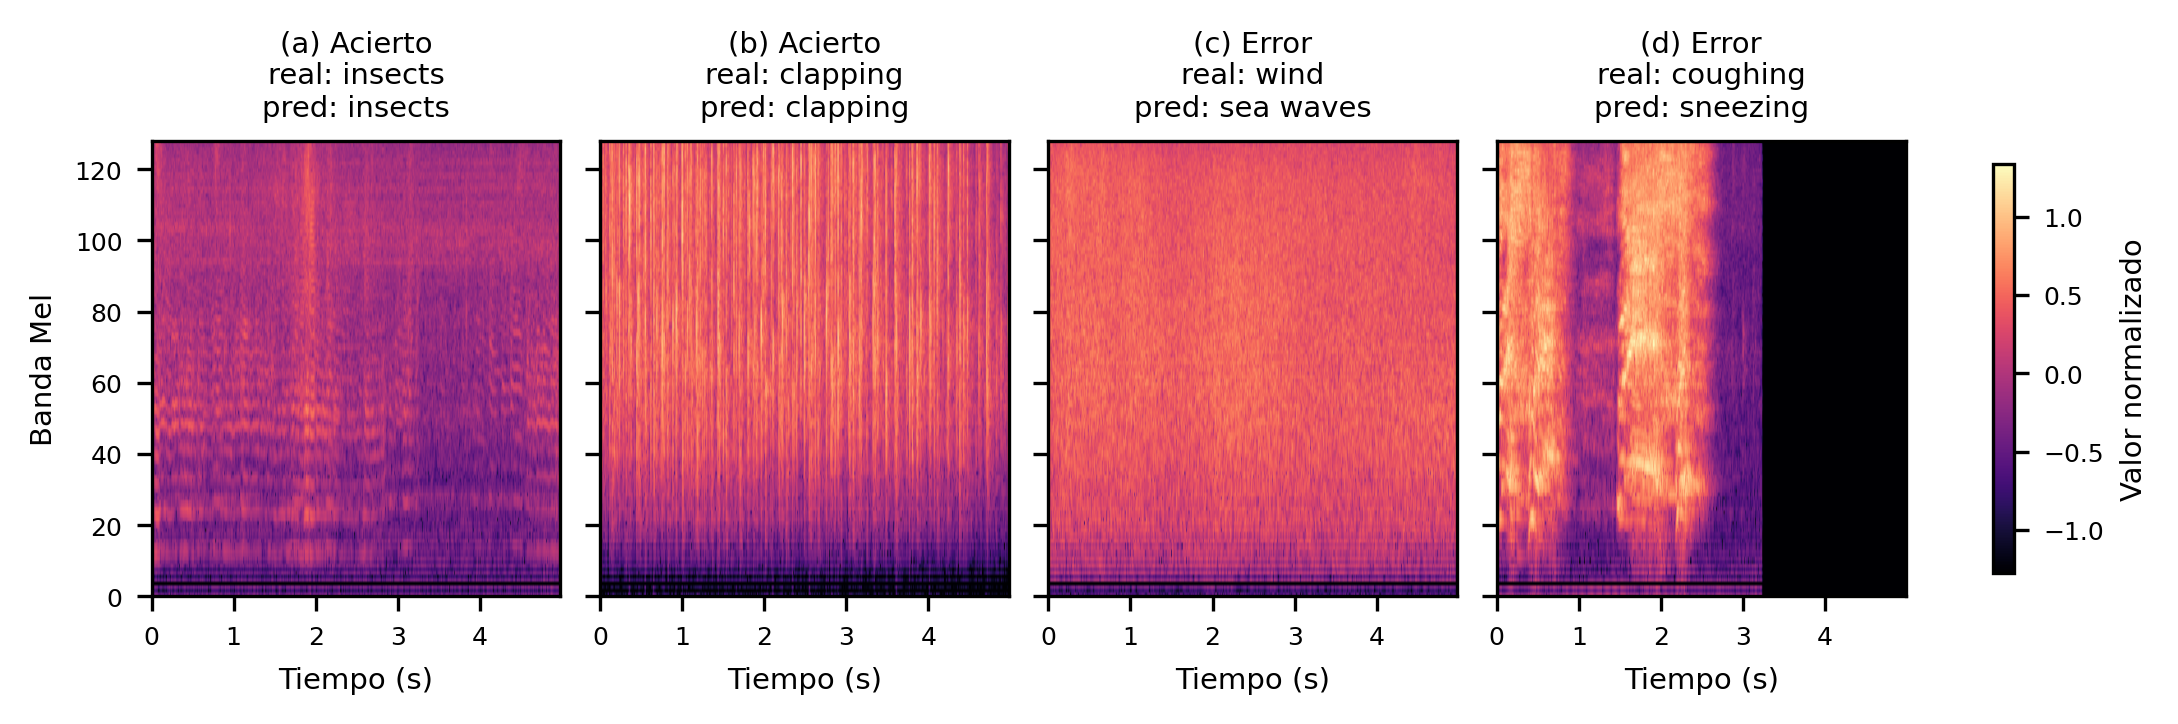 (a) Acierto
real: insects
pred: insects
(b) Acierto
real: clapping
pred: clapping
(c) Error
real: wind
pred: sea waves
(d) Error
real: coughing
pred: sneezing
Banda Mel
120
100
80
60
40
20
0
0 1 2 3 4
Tiempo (s)
0 1 2 3 4
Tiempo (s)
0 1 2 3 4
Tiempo (s)
0 1 2 3 4
Tiempo (s)
1.0
0.5
0.0
−0.5
−1.0
Valor normalizado